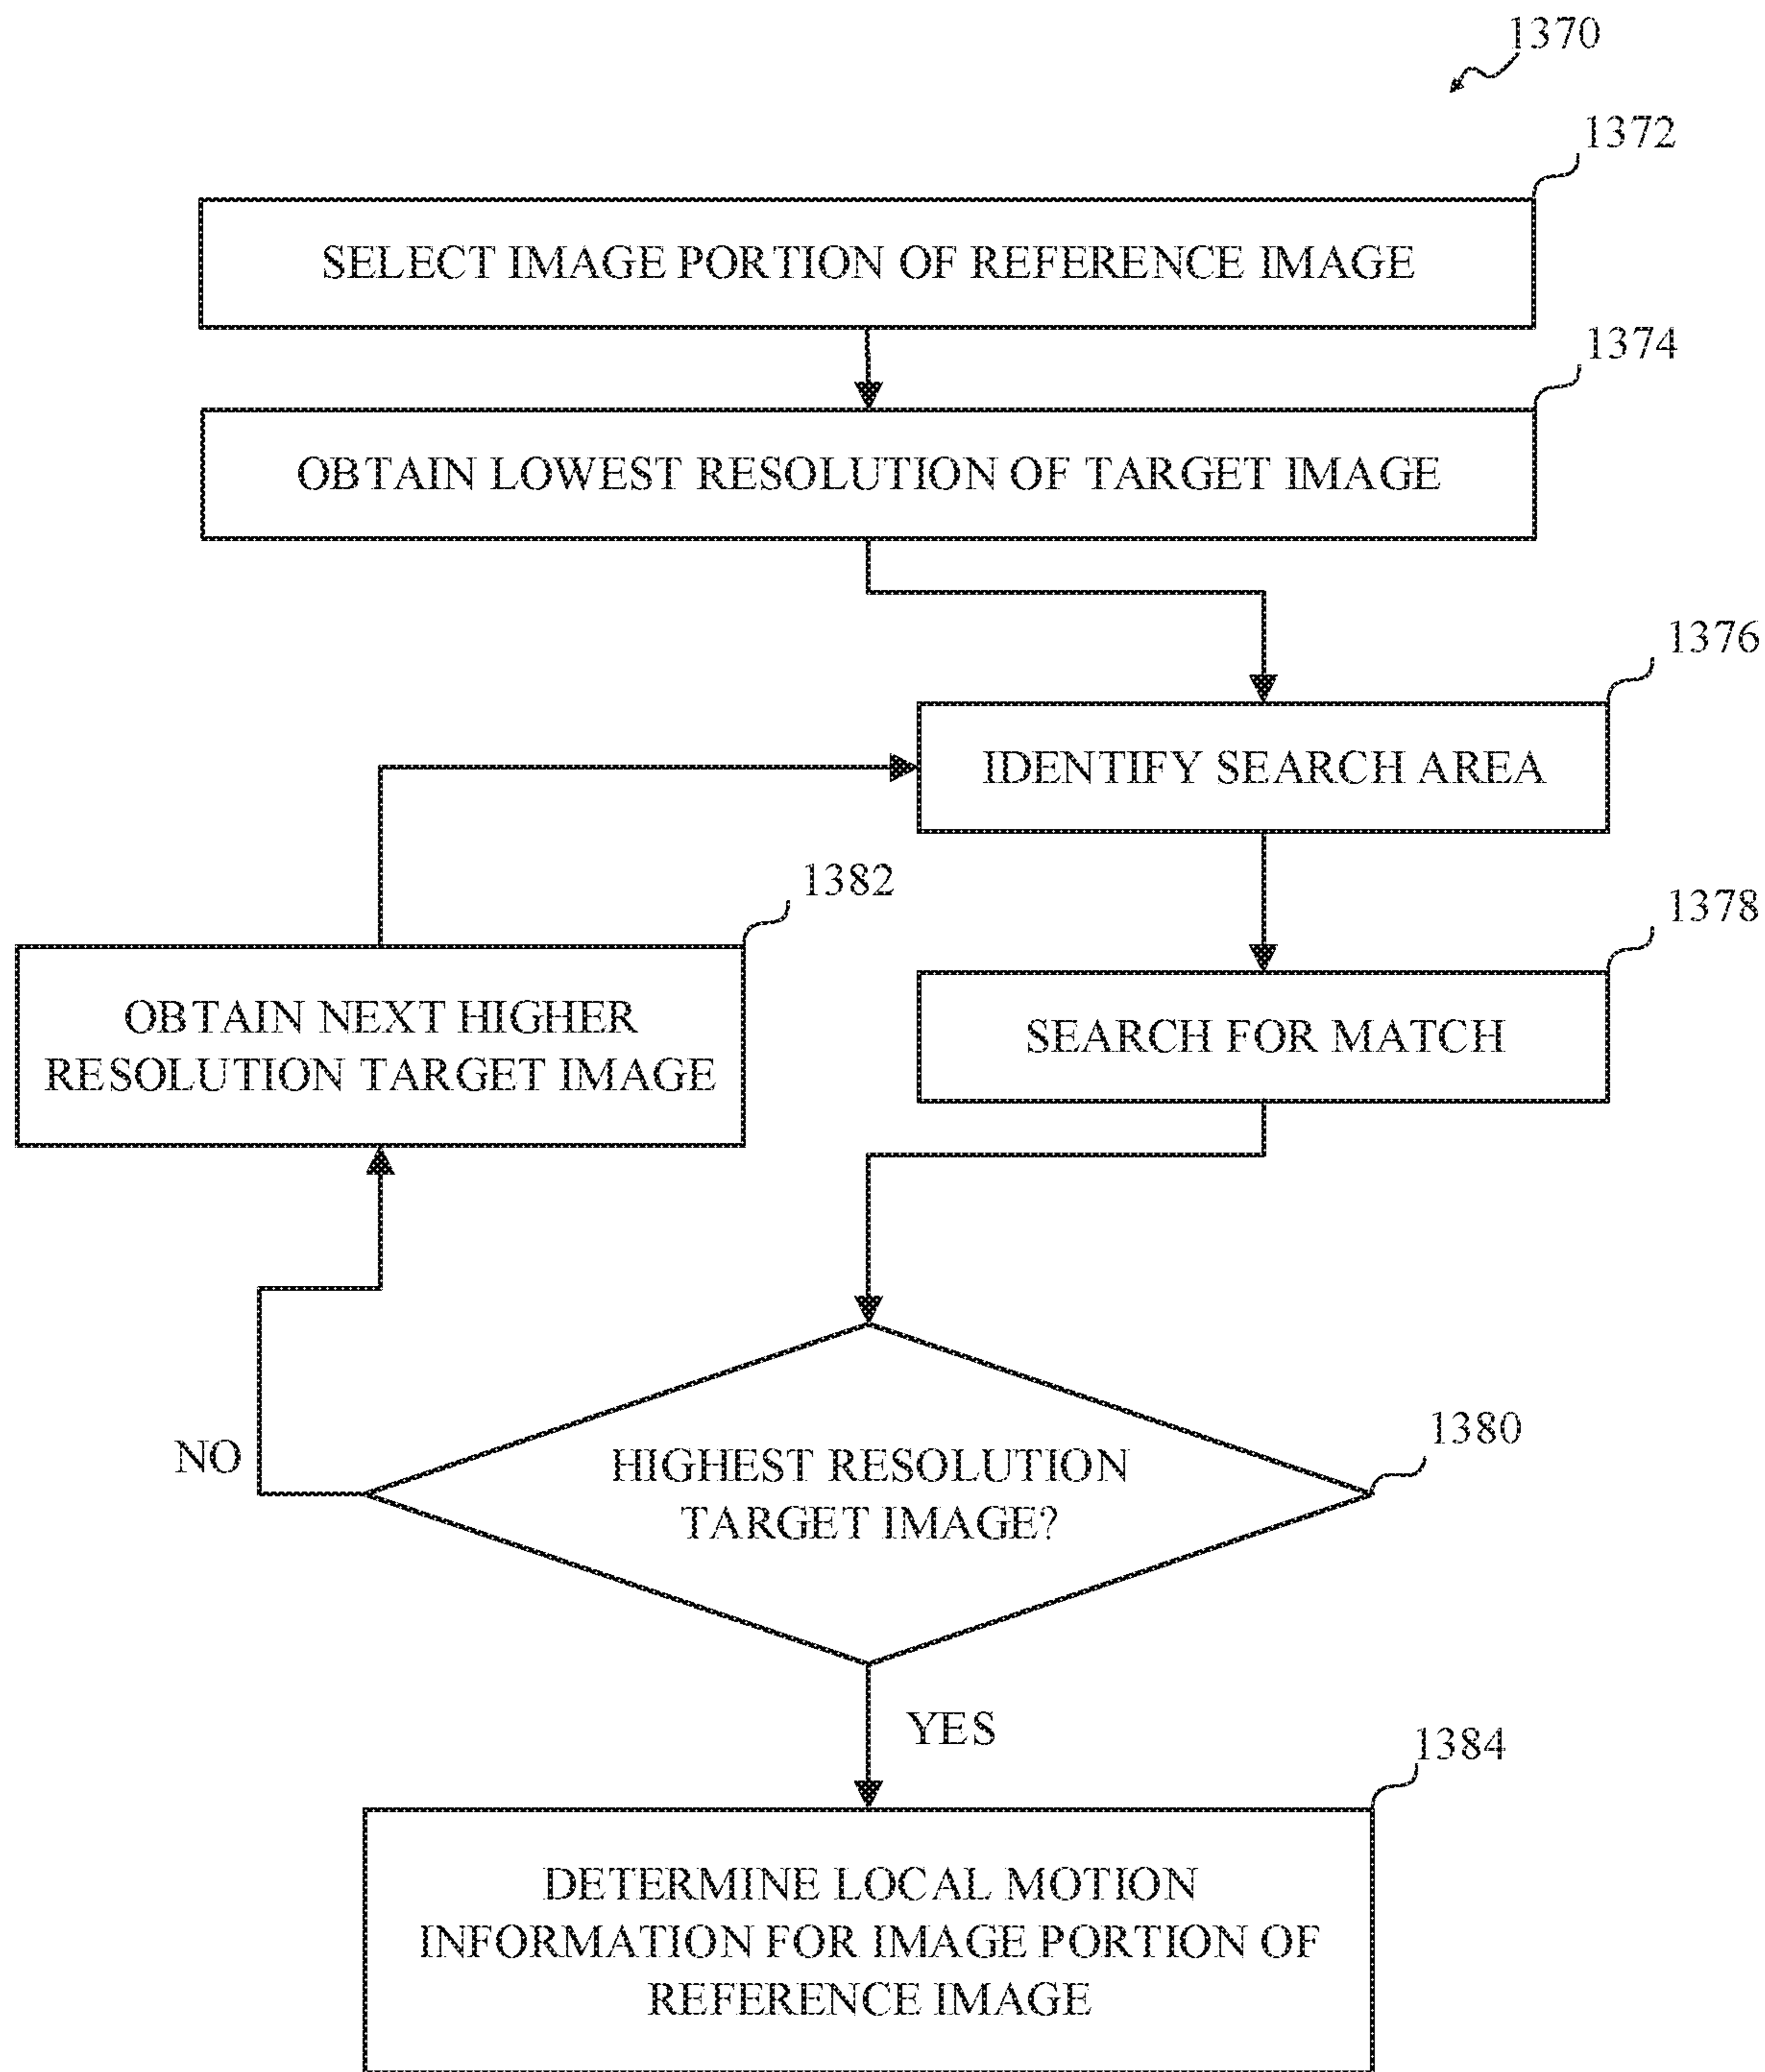 1370
1372
SELECT IMAGE PORTION OF REFERENCE IMAGE
1374
OBTAIN LOWEST RESOLUTION OF TARGET IMAGE
1376
IDENTIFY SEARCH AREA
1382
OBTAIN NEXT HIGHER
RESOLUTION TARGET IMAGE
1378
SEARCH FOR MATCH
1380
HIGHEST RESOLUTION
TARGET IMAGE?
NO
YES
1384
DETERMINE LOCAL MOTION
INFORMATION FOR IMAGE PORTION OF
REFERENCE IMAGE